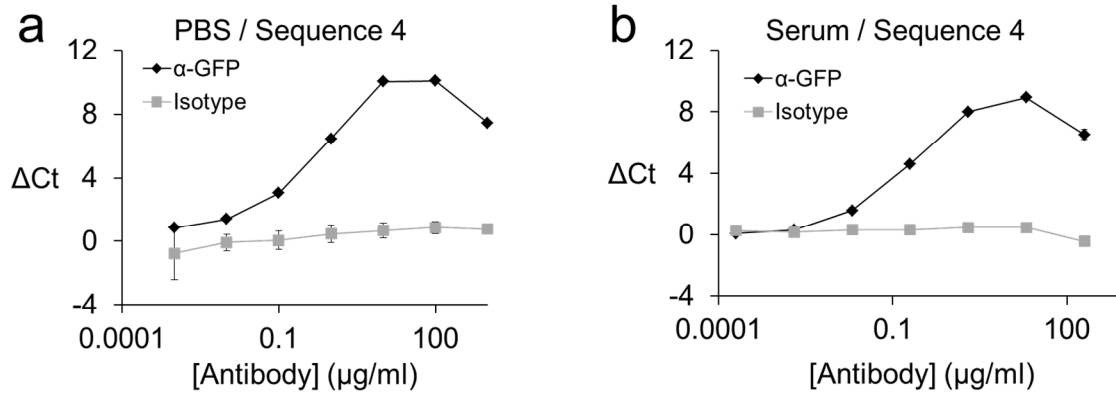 a
PBS / Sequence 4
12
8
4
0
-4
ΔCt
α-GFP
Isotype
0.0001
0.1
100
[Antibody] (µg/ml)
b
Serum / Sequence 4
12
8
4
0
-4
ΔCt
α-GFP
Isotype
0.0001
0.1
100
[Antibody] (µg/ml)